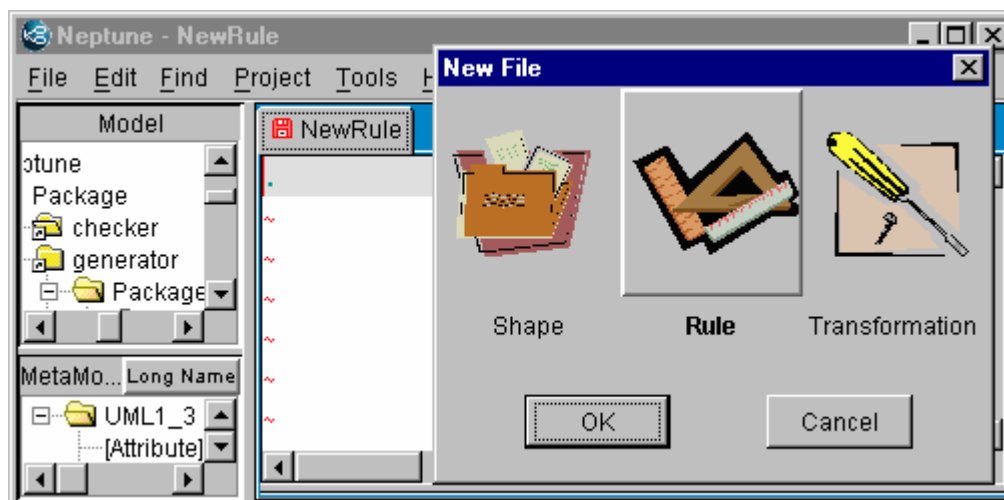 Neptune - NewRule
File Edit Find Project Tools H
New File
Model
NewRule
ptune
Package
checker
generator
Package
Shape
Rule
Transformation
MetaMo... Long Name
UML1_3
[Attribute]
OK
Cancel